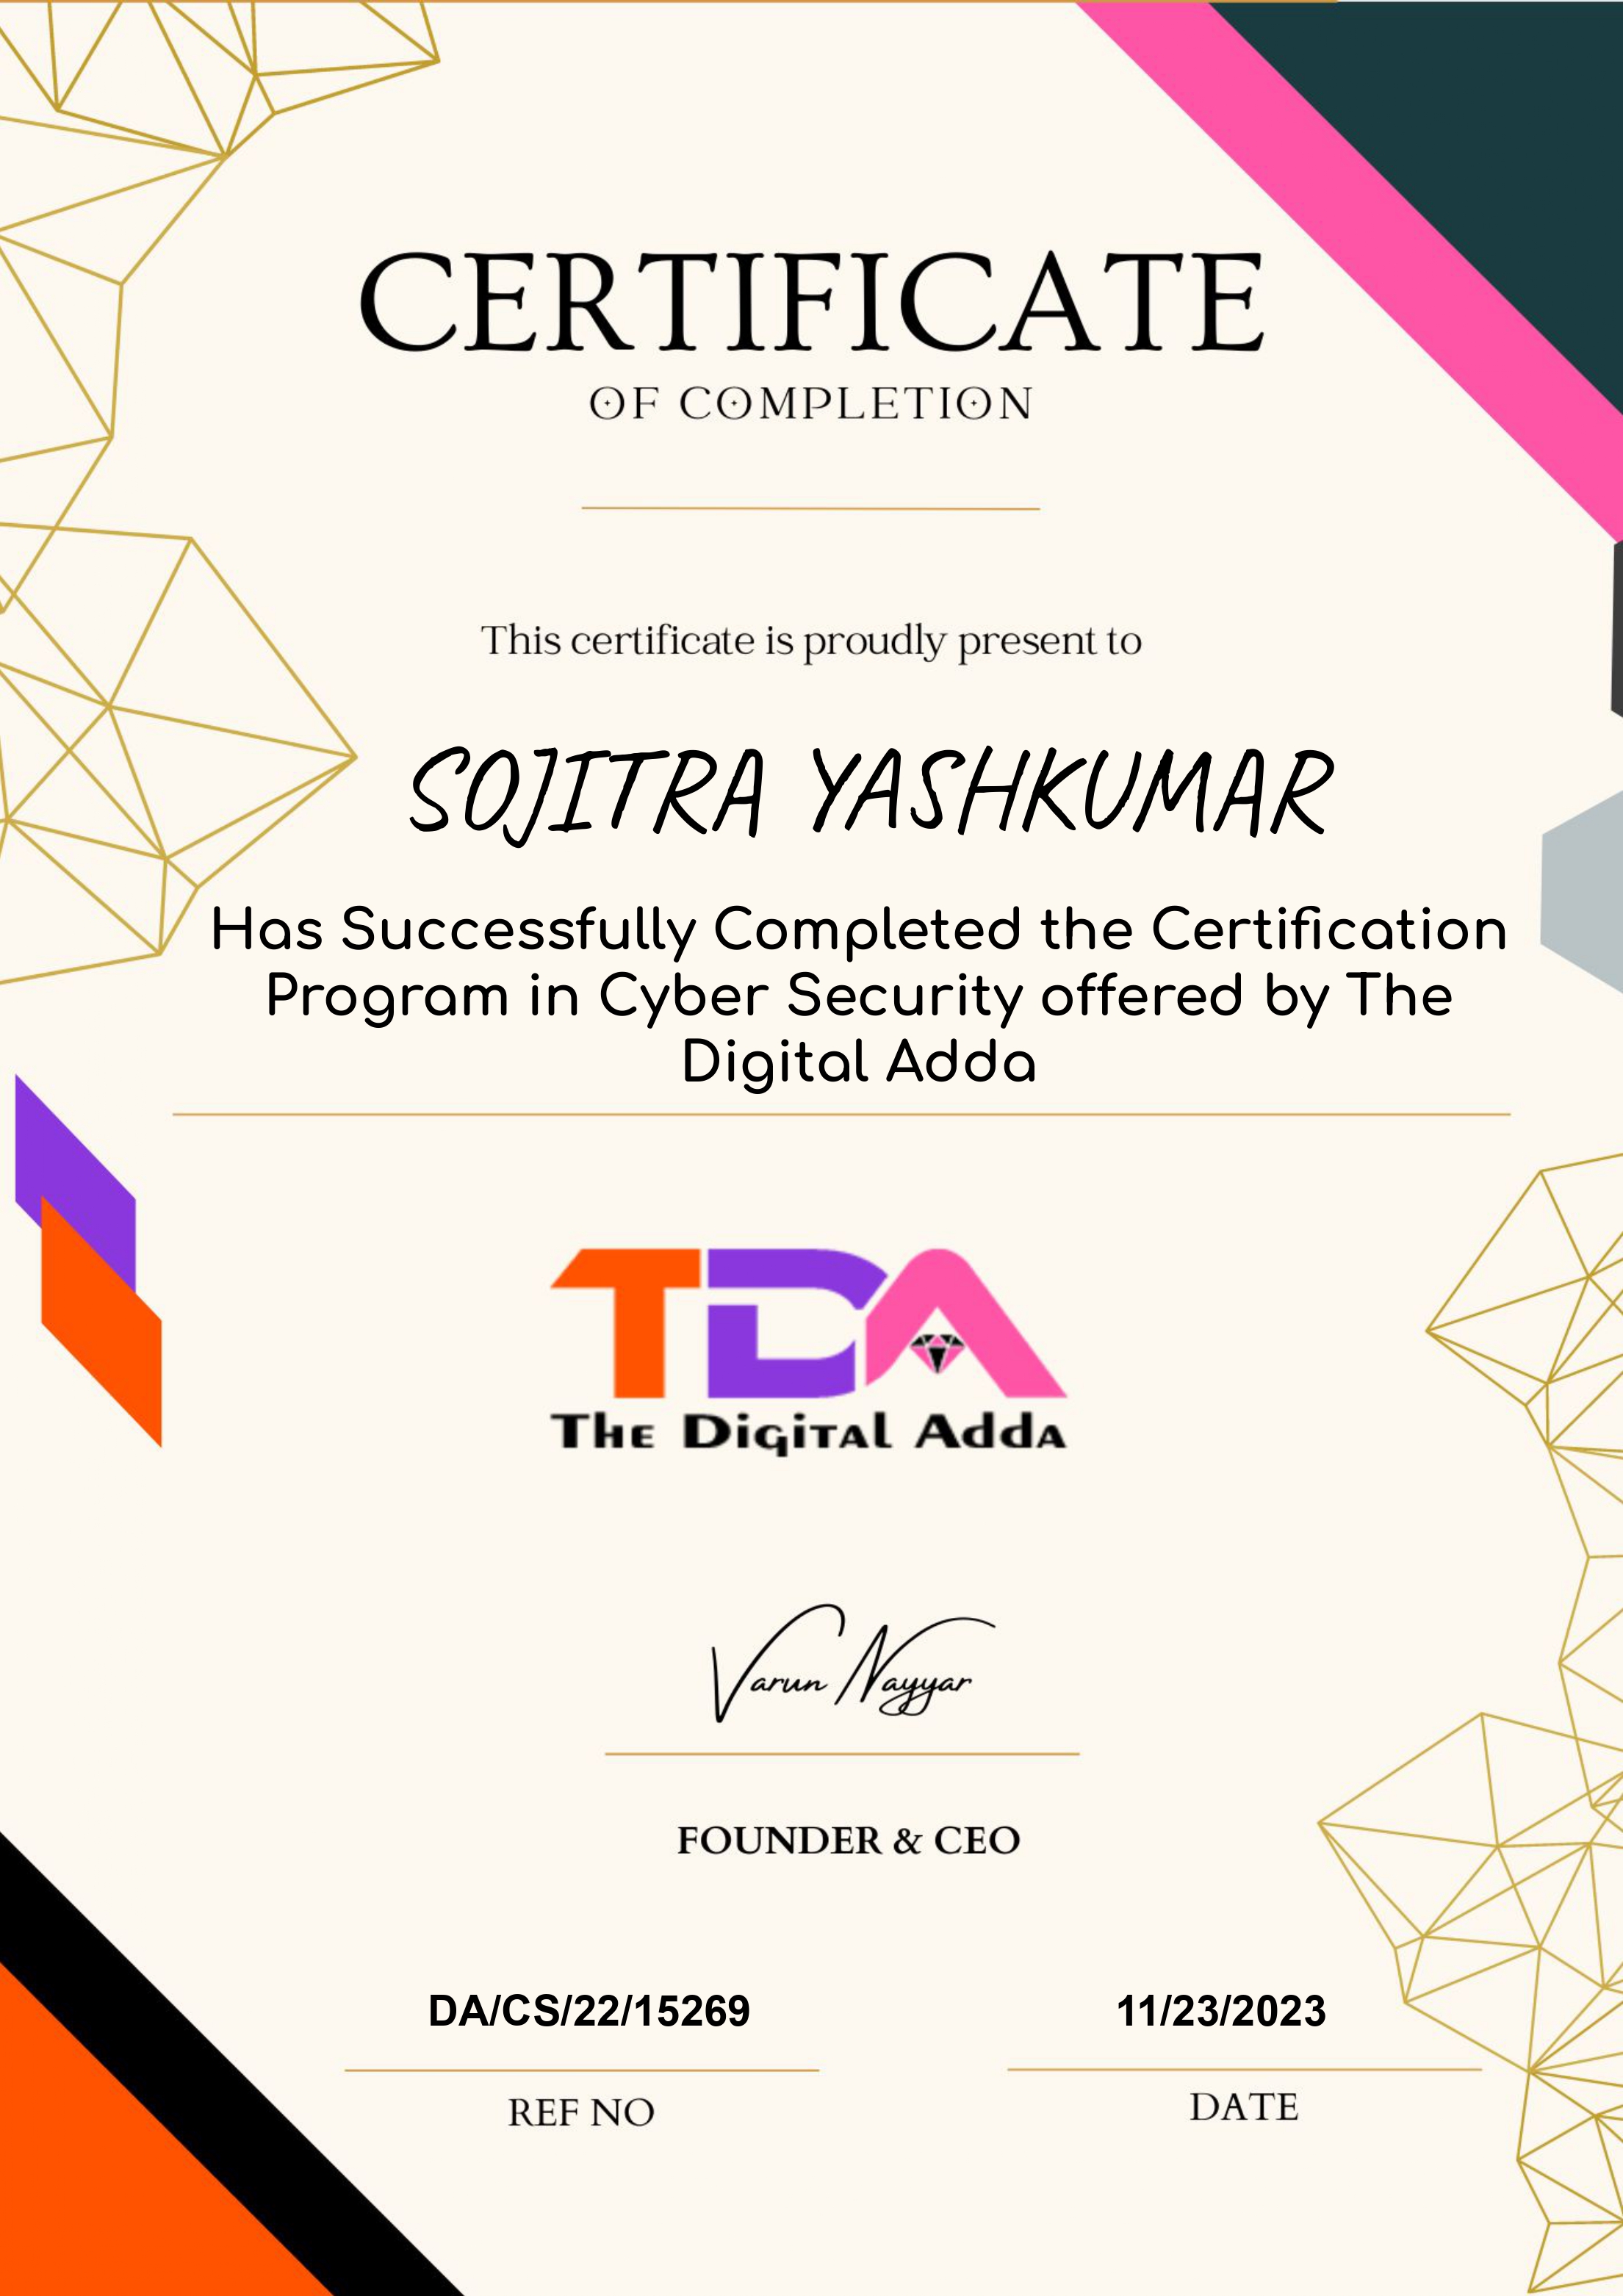 CERTIFICATE
OF COMPLETION
This certificate is proudly present to
SOJITRA YASHKUMAR
Has Successfully Completed the Certification
Program in Cyber Security offered by The
Digital Adda
TDA
The Digital Adda
Varun Nayyar
FOUNDER & CEO
DA/CS/22/15269
REF NO
11/23/2023
DATE